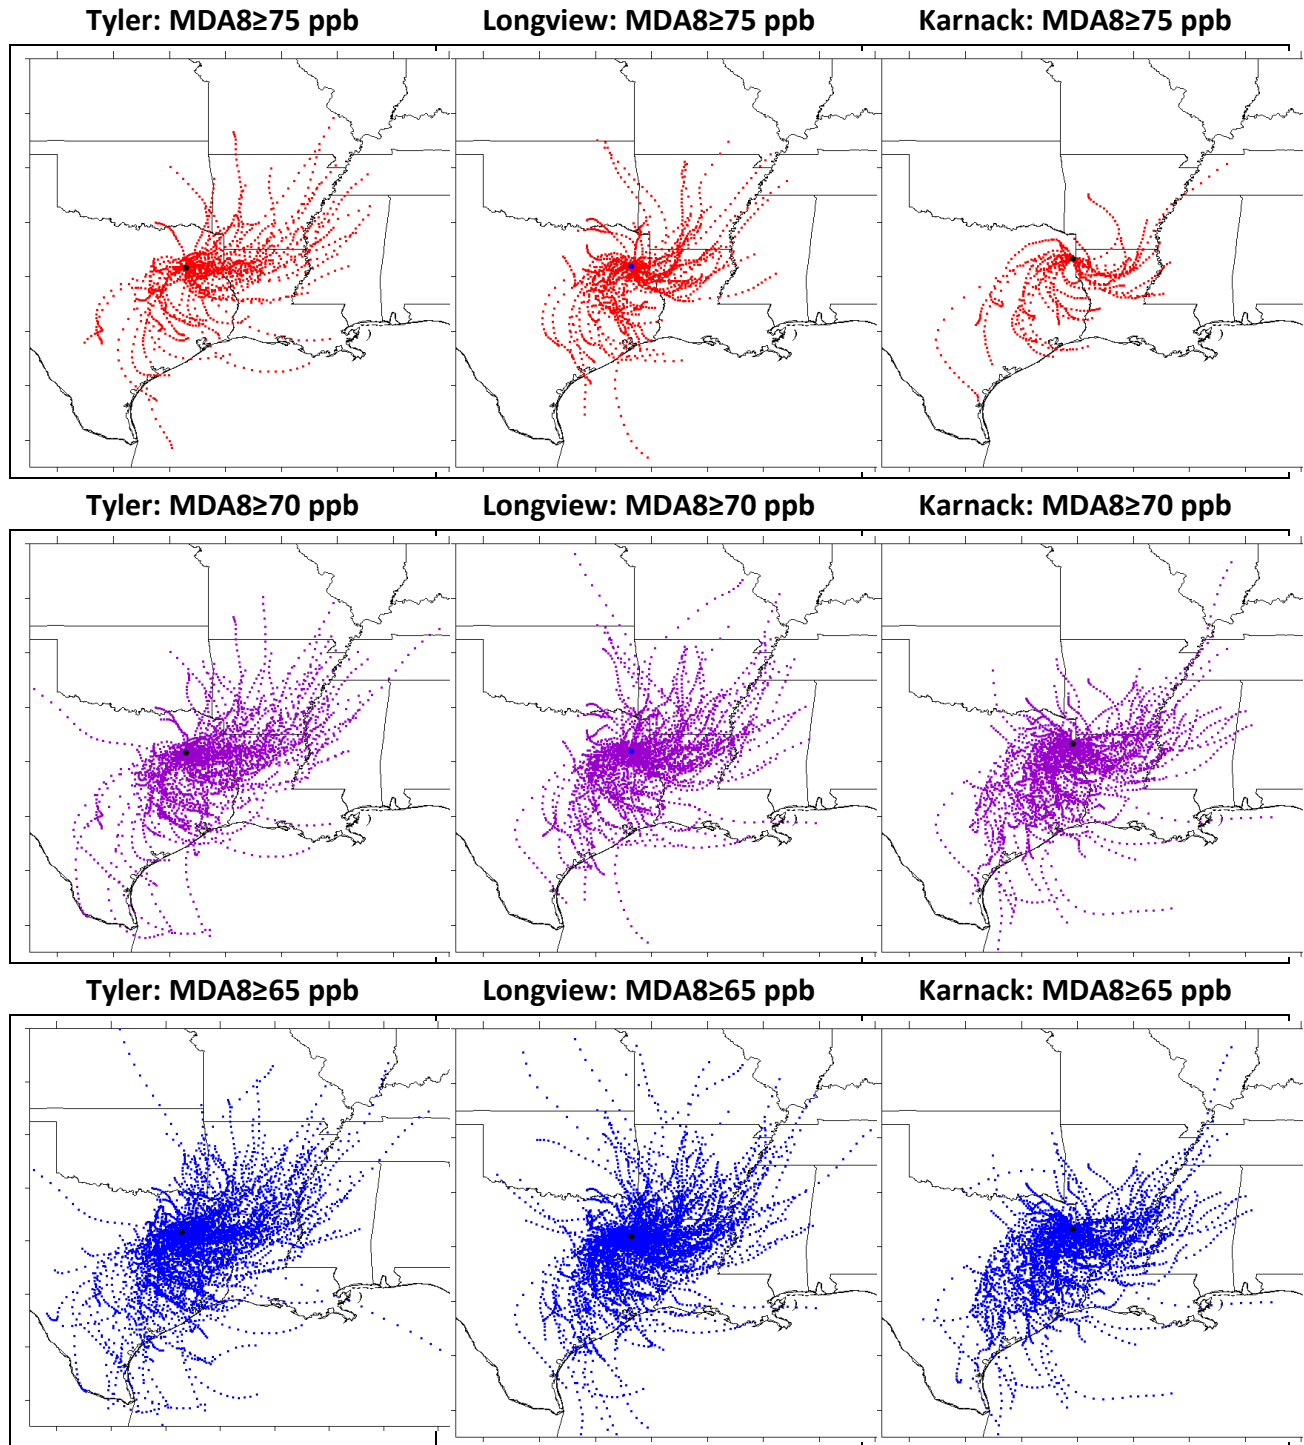 Tyler: MDA8≥75 ppb
Longview: MDA8≥75 ppb
Karnack: MDA8≥75 ppb
Tyler: MDA8≥70 ppb
Longview: MDA8≥70 ppb
Karnack: MDA8≥70 ppb
Tyler: MDA8≥65 ppb
Longview: MDA8≥65 ppb
Karnack: MDA8≥65 ppb